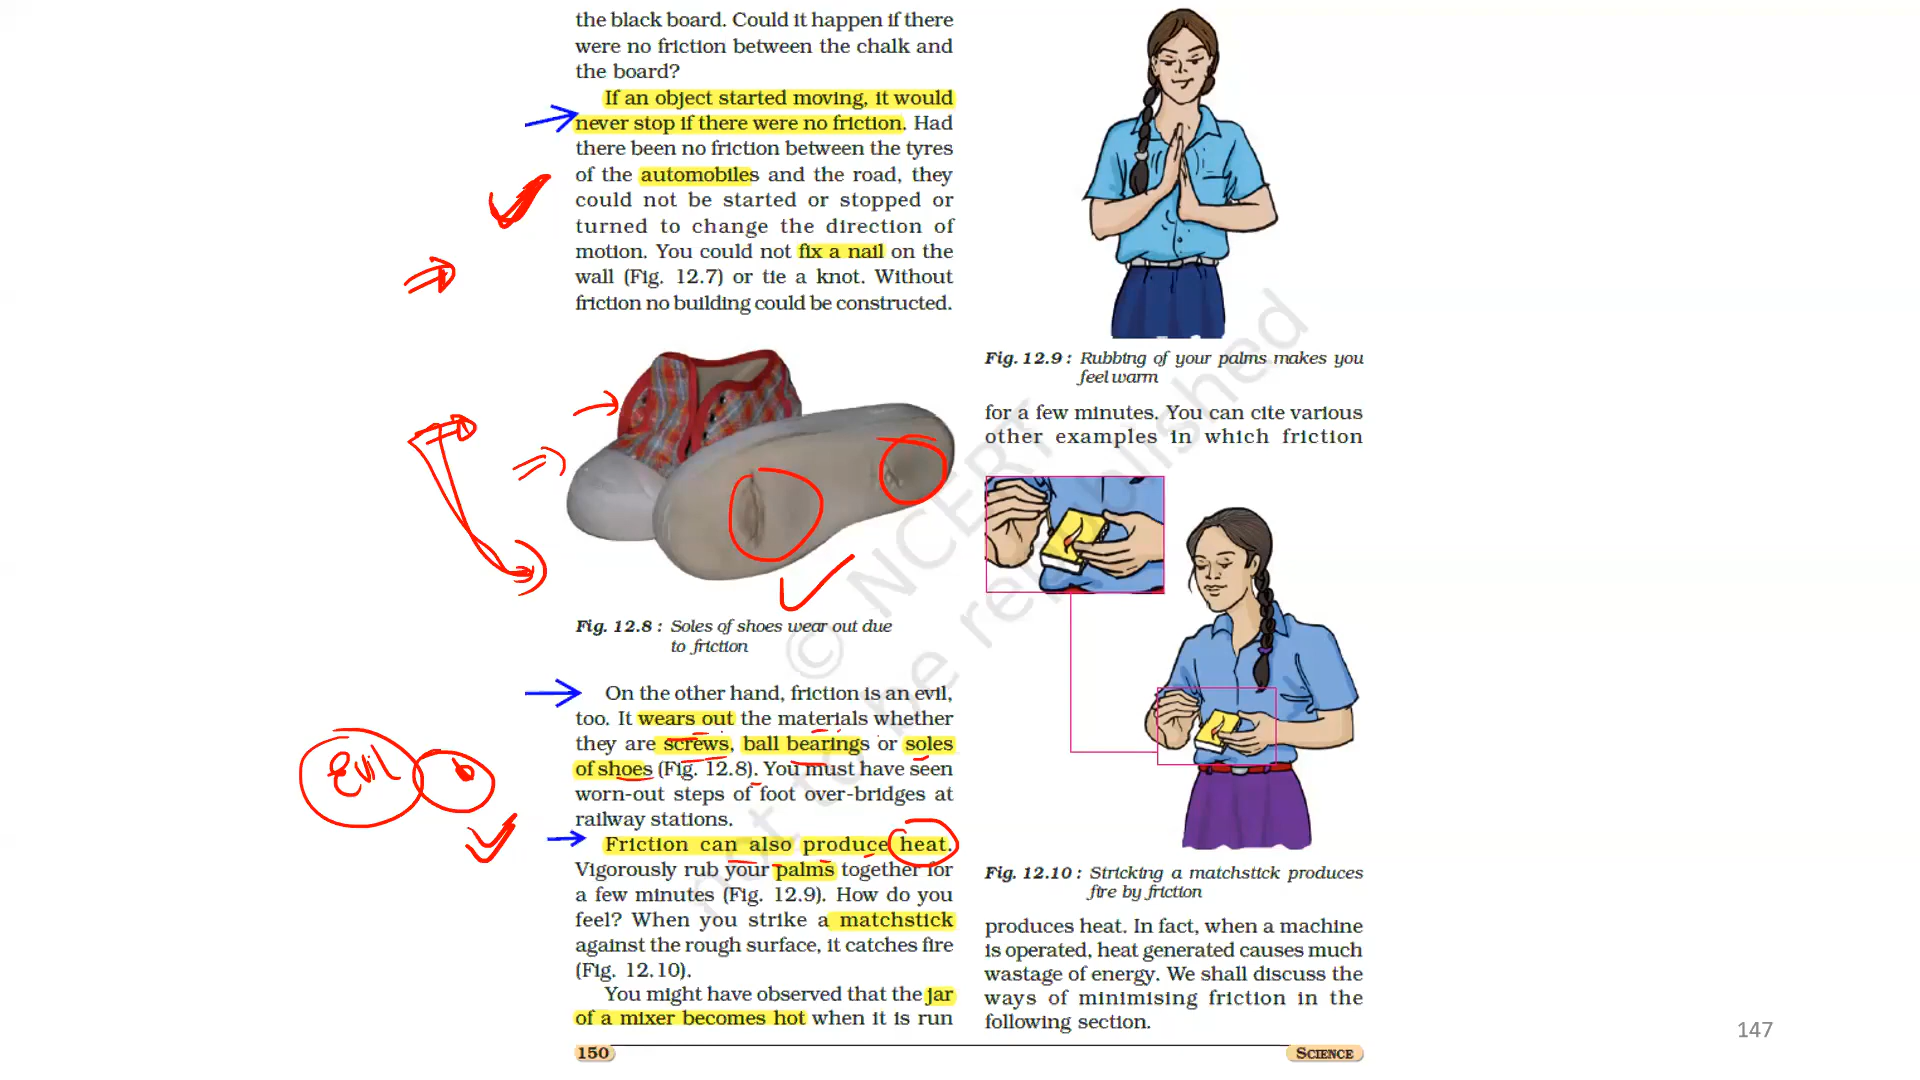 the black board. Could it happen if there
were no friction between the chalk and
the board?
If an object started moving, it would
never stop if there were no friction. Had
there been no friction between the tyres
of the automobiles and the road, they
could not be started or stopped or
turned to change the direction of
motion. You could not fix a nail on the
wall (Fig. 12.7) or tie a knot. Without
friction no building could be constructed.
Fig. 12.8 : Soles of shoes wear out due
to friction
On the other hand, friction is an evil,
too. It wears out the materials whether
they are screws, ball bearings or soles
of shoes (Fig. 12.8). You must have seen
worn-out steps of foot over-bridges at
railway stations.
Evil
Friction can also produce heat.
Vigorously rub your palms together for
a few minutes (Fig. 12.9). How do you
feel? When you strike a matchstick
against the rough surface, it catches fire
(Fig. 12.10).
You might have observed that the jar
of a mixer becomes hot when it is run
Fig. 12.9 : Rubbing of your palms makes you
feel warm
for a few minutes. You can cite various
other examples in which friction
Fig. 12.10 : Stricking a matchstick produces
fire by friction
produces heat. In fact, when a machine
is operated, heat generated causes much
wastage of energy. We shall discuss the
ways of minimising friction in the
following section.
© NCERT
not to be republished
150
SCIENCE
147